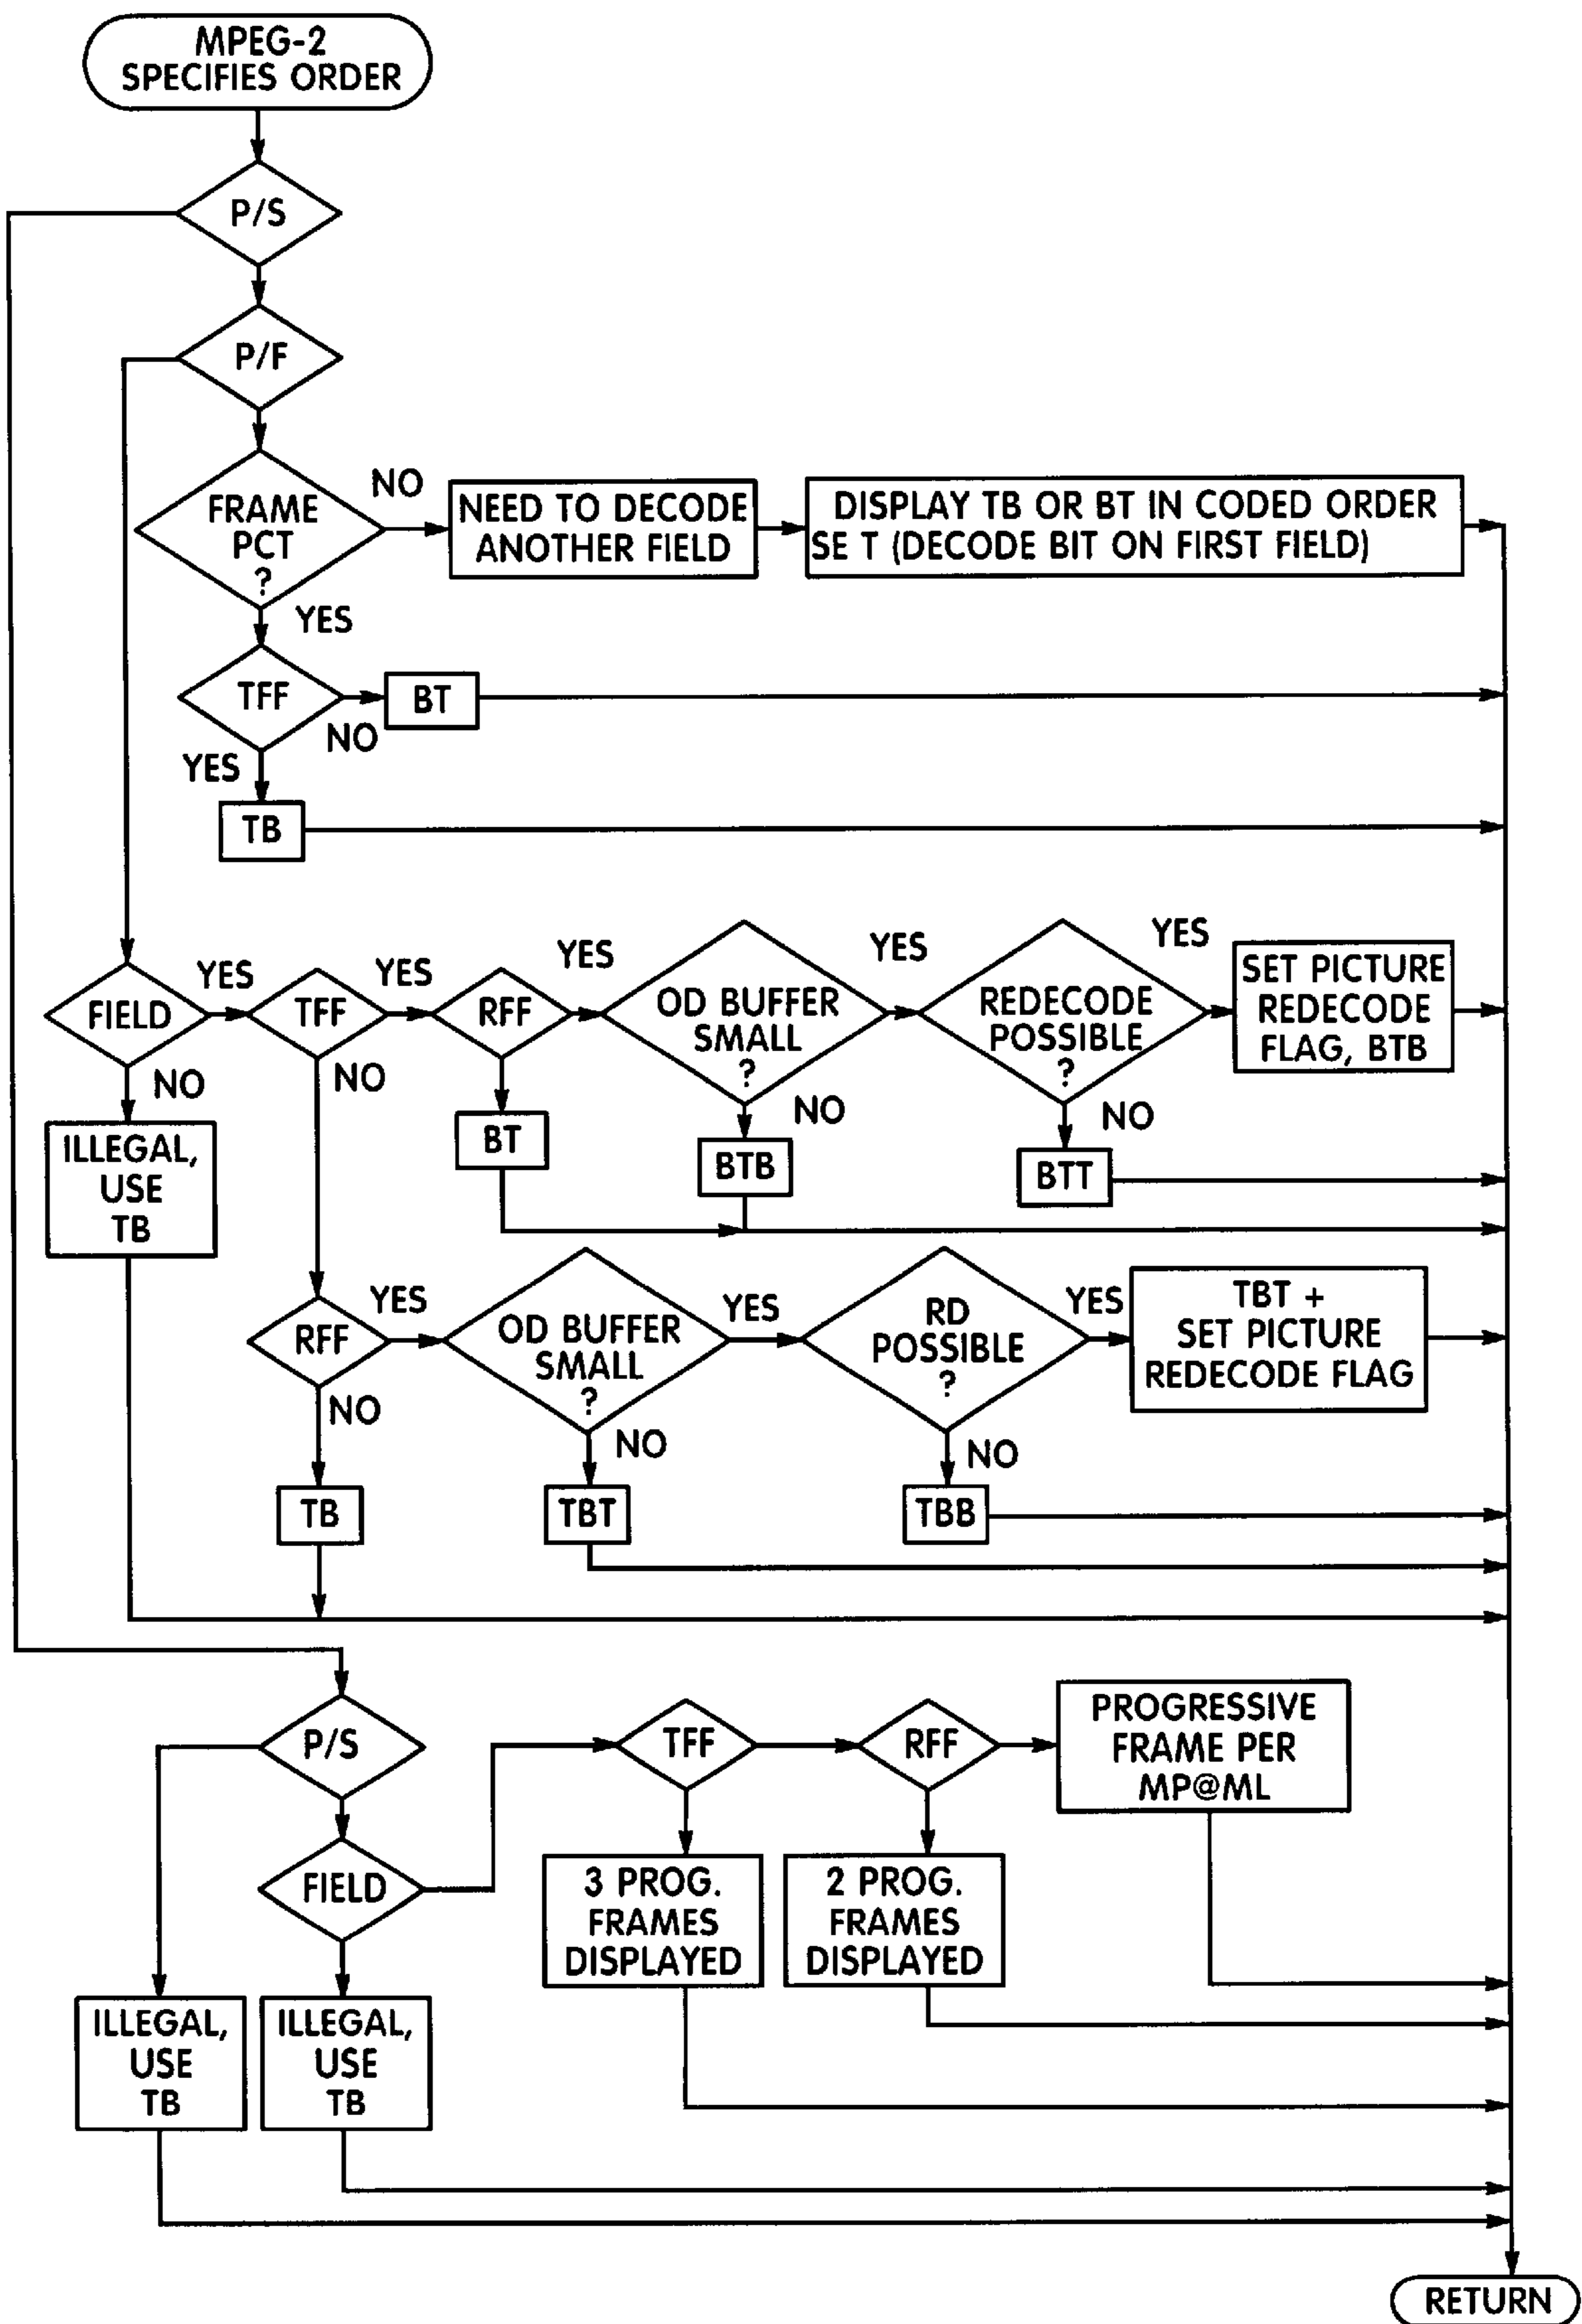 MPEG-2
SPECIFIES ORDER
P/S
P/F
FRAME
PCT
?
NO
NEED TO DECODE
ANOTHER FIELD
DISPLAY TB OR BT IN CODED ORDER
SE T (DECODE BIT ON FIRST FIELD)
YES
TFF
NO
BT
YES
TB
FIELD
YES
TFF
YES
RFF
YES
OD BUFFER
SMALL
?
YES
REDECODE
POSSIBLE
?
YES
SET PICTURE
REDECODE
FLAG, BTB
NO
ILLEGAL,
USE
TB
NO
BT
NO
BTB
NO
BTT
RFF
YES
OD BUFFER
SMALL
?
YES
RD
POSSIBLE
?
YES
TBT +
SET PICTURE
REDECODE FLAG
NO
TB
NO
TBT
NO
TBB
P/S
TFF
RFF
PROGRESSIVE
FRAME PER
MP@ML
FIELD
3 PROG.
FRAMES
DISPLAYED
2 PROG.
FRAMES
DISPLAYED
ILLEGAL,
USE
TB
ILLEGAL,
USE
TB
RETURN